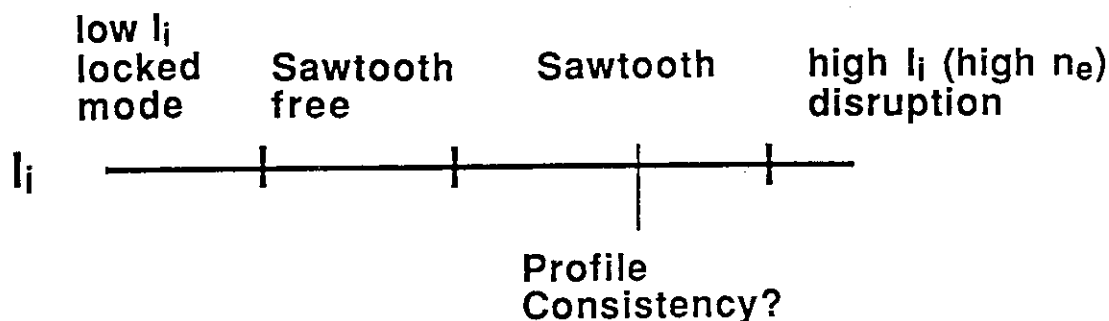 low lᵢ
locked
mode
Sawtooth
free
Sawtooth
high lᵢ (high nₑ)
disruption
lᵢ
Profile
Consistency?